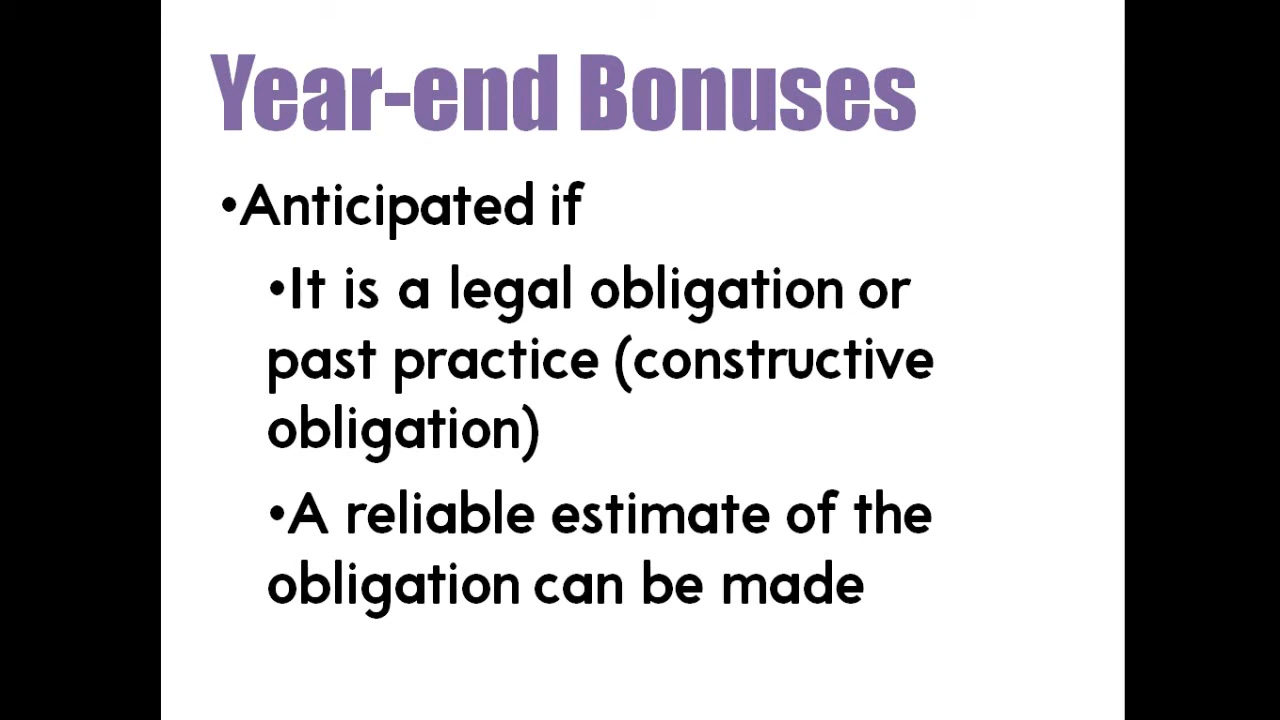 Year-end Bonuses
•Anticipated if
•It is a legal obligation or
past practice (constructive
obligation)
•A reliable estimate of the
obligation can be made